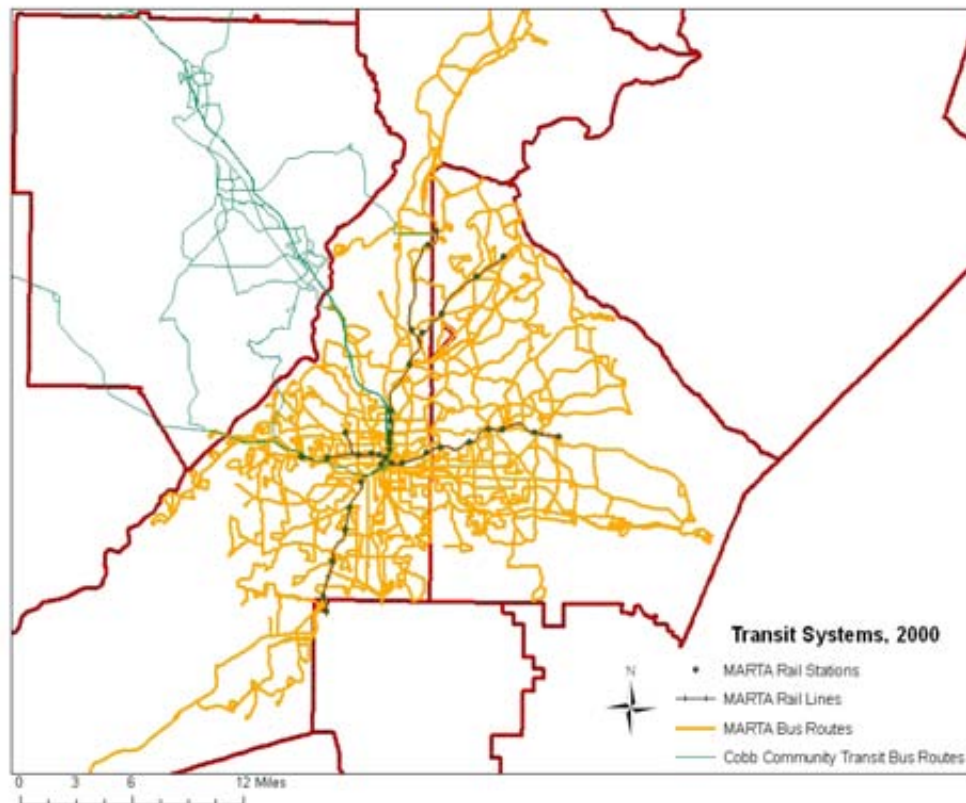 Transit Systems, 2000
N
MARTA Rail Stations
MARTA Rail Lines
MARTA Bus Routes
Cobb Community Transit Bus Routes
0 3 6 12 Miles